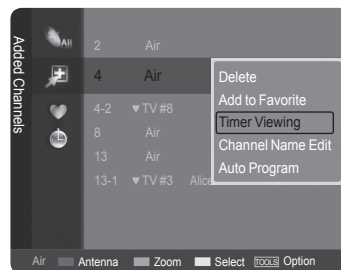 Added Channels
All
2 Air
4 Air
4-2 ♥ TV #8
8 Air
13 Air
13-1 ♥ TV #3 Alice
Delete
Add to Favorite
Timer Viewing
Channel Name Edit
Auto Program
Air Antenna Zoom Select TOOLS Option